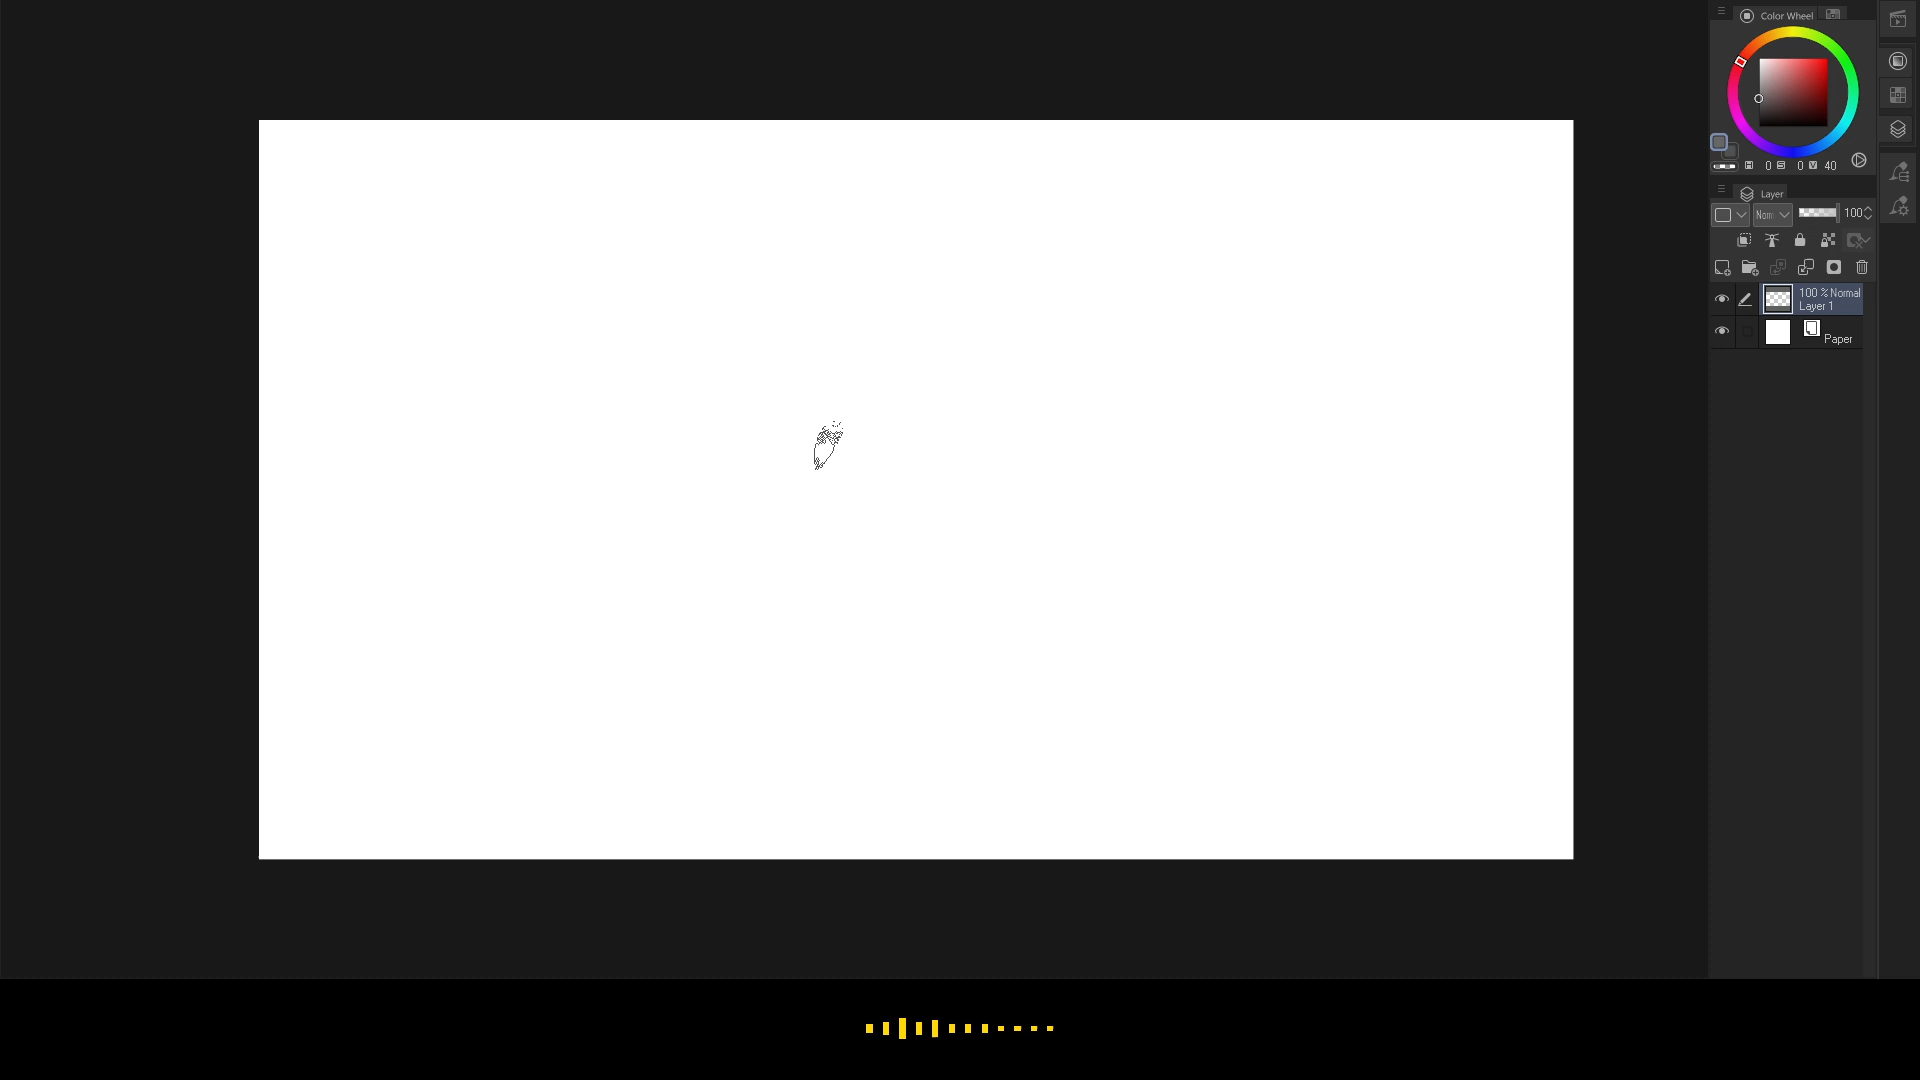 Color Wheel
H 0 S 0 V 40
Layer
Norm 100
100 % Normal
Layer 1
Paper